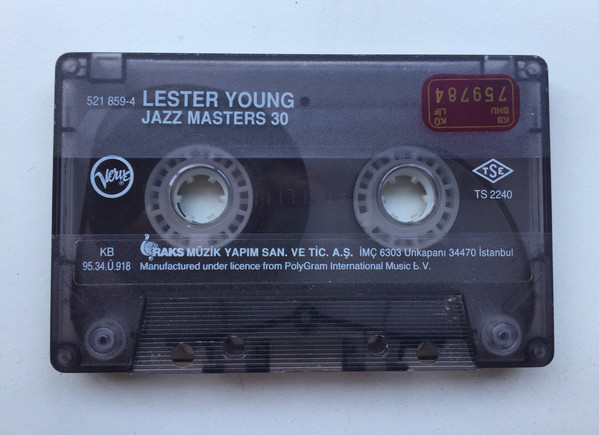 521 859-4 LESTER YOUNG
JAZZ MASTERS 30
KB
BHU
KÜ
LİF
759784
VERVE
TSE
TS 2240
KB
95.34.Ü.918
RAKS MÜZİK YAPIM SAN. VE TİC. A.Ş. İMÇ 6303 Unkapanı 34470 İstanbul
Manufactured under licence from PolyGram International Music B.V.